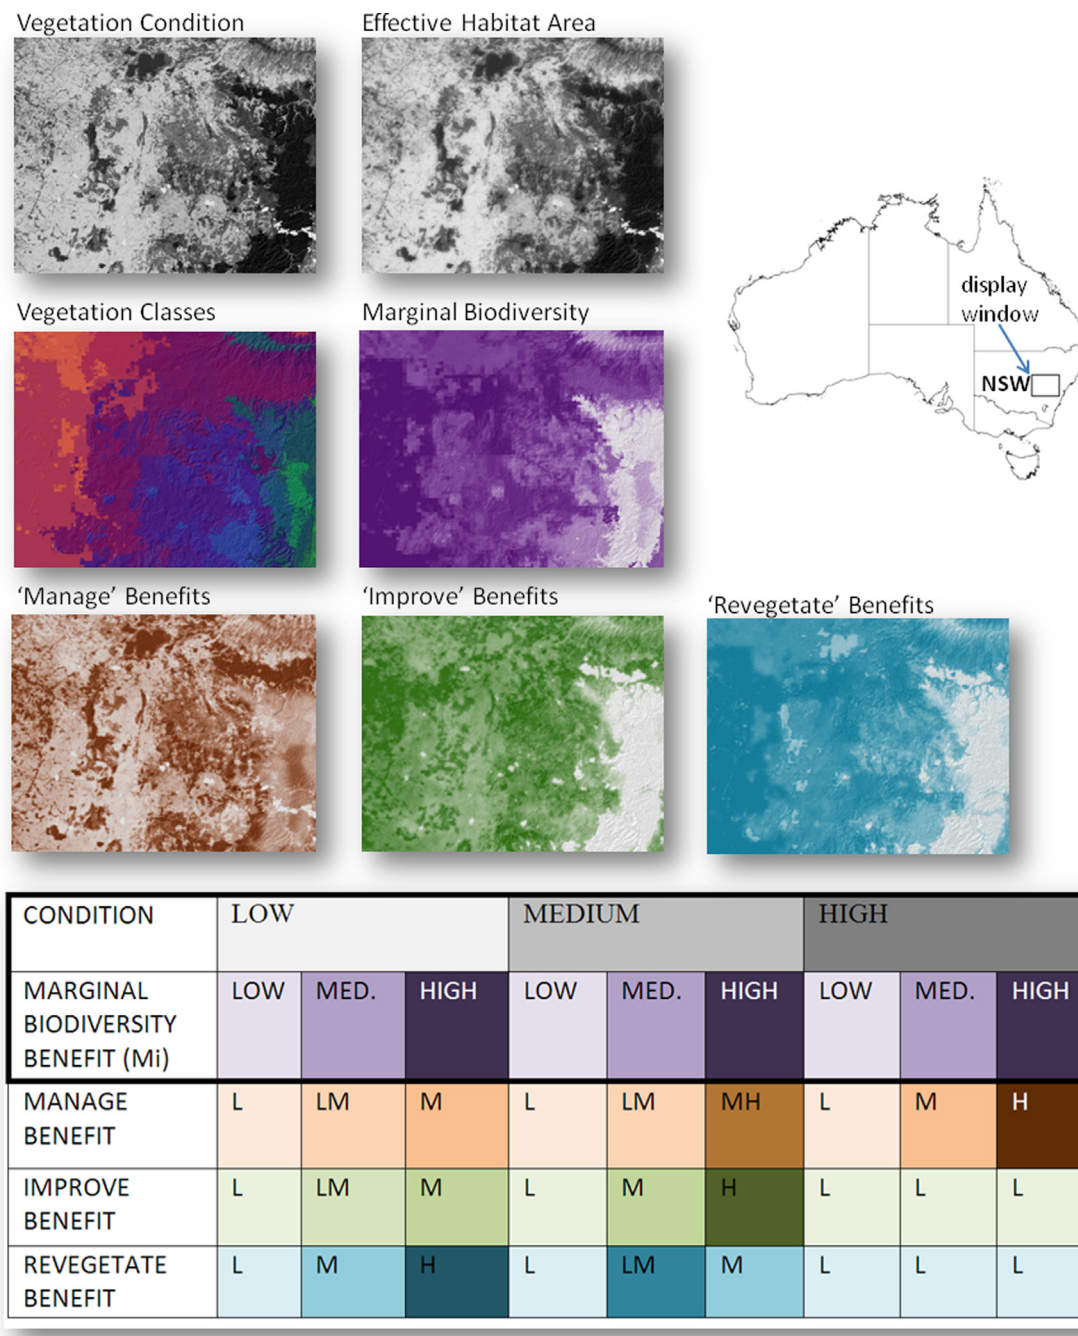 Vegetation Condition
Effective Habitat Area
Vegetation Classes
Marginal Biodiversity
display
window
NSW
‘Manage’ Benefits
‘Improve’ Benefits
‘Revegetate’ Benefits
CONDITION LOW MEDIUM HIGH
MARGINAL LOW MED. HIGH LOW MED. HIGH LOW MED. HIGH
BIODIVERSITY
BENEFIT (Mi)
MANAGE L LM M L LM MH L M H
BENEFIT
IMPROVE L LM M L M H L L L
BENEFIT
REVEGETATE L M H L LM M L L L
BENEFIT